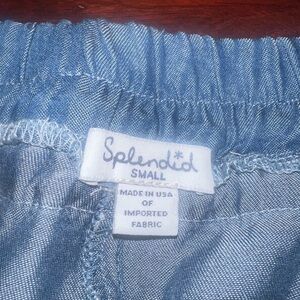 Splendid
SMALL
MADE IN USA
OF
IMPORTED
FABRIC